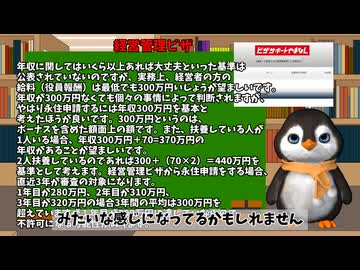 経営管理ビザ
ビザサポートやまなし
年収に関してはいくら以上あれば大丈夫といった基準は
公表されていないのですが、実務上、経営者の方の
給料（役員報酬）は最低でも300万円いじょうが望ましいです。
年収が300万円なくても個々の事情によって判断されますが、
やはり永住申請するには年収300万円を基本と
考えたほうが良いです。300万円というのは、
ボーナスを含めた額面上の額です。また、扶養している人が
1人いる場合、年収300万円＋70=370万円の
年収があることが望ましいです。
2人扶養しているのであれば300＋（70×2）=440万円を
基準として考えます。経営管理ビザから永住申請をする場合、
直近3年が審査の対象になります。
1年目が280万円、2年目が310万円、
3年目が320万円の場合3年間の平均は300万円を
超えてい
みたいな感じになってるかもしれません
不許可に